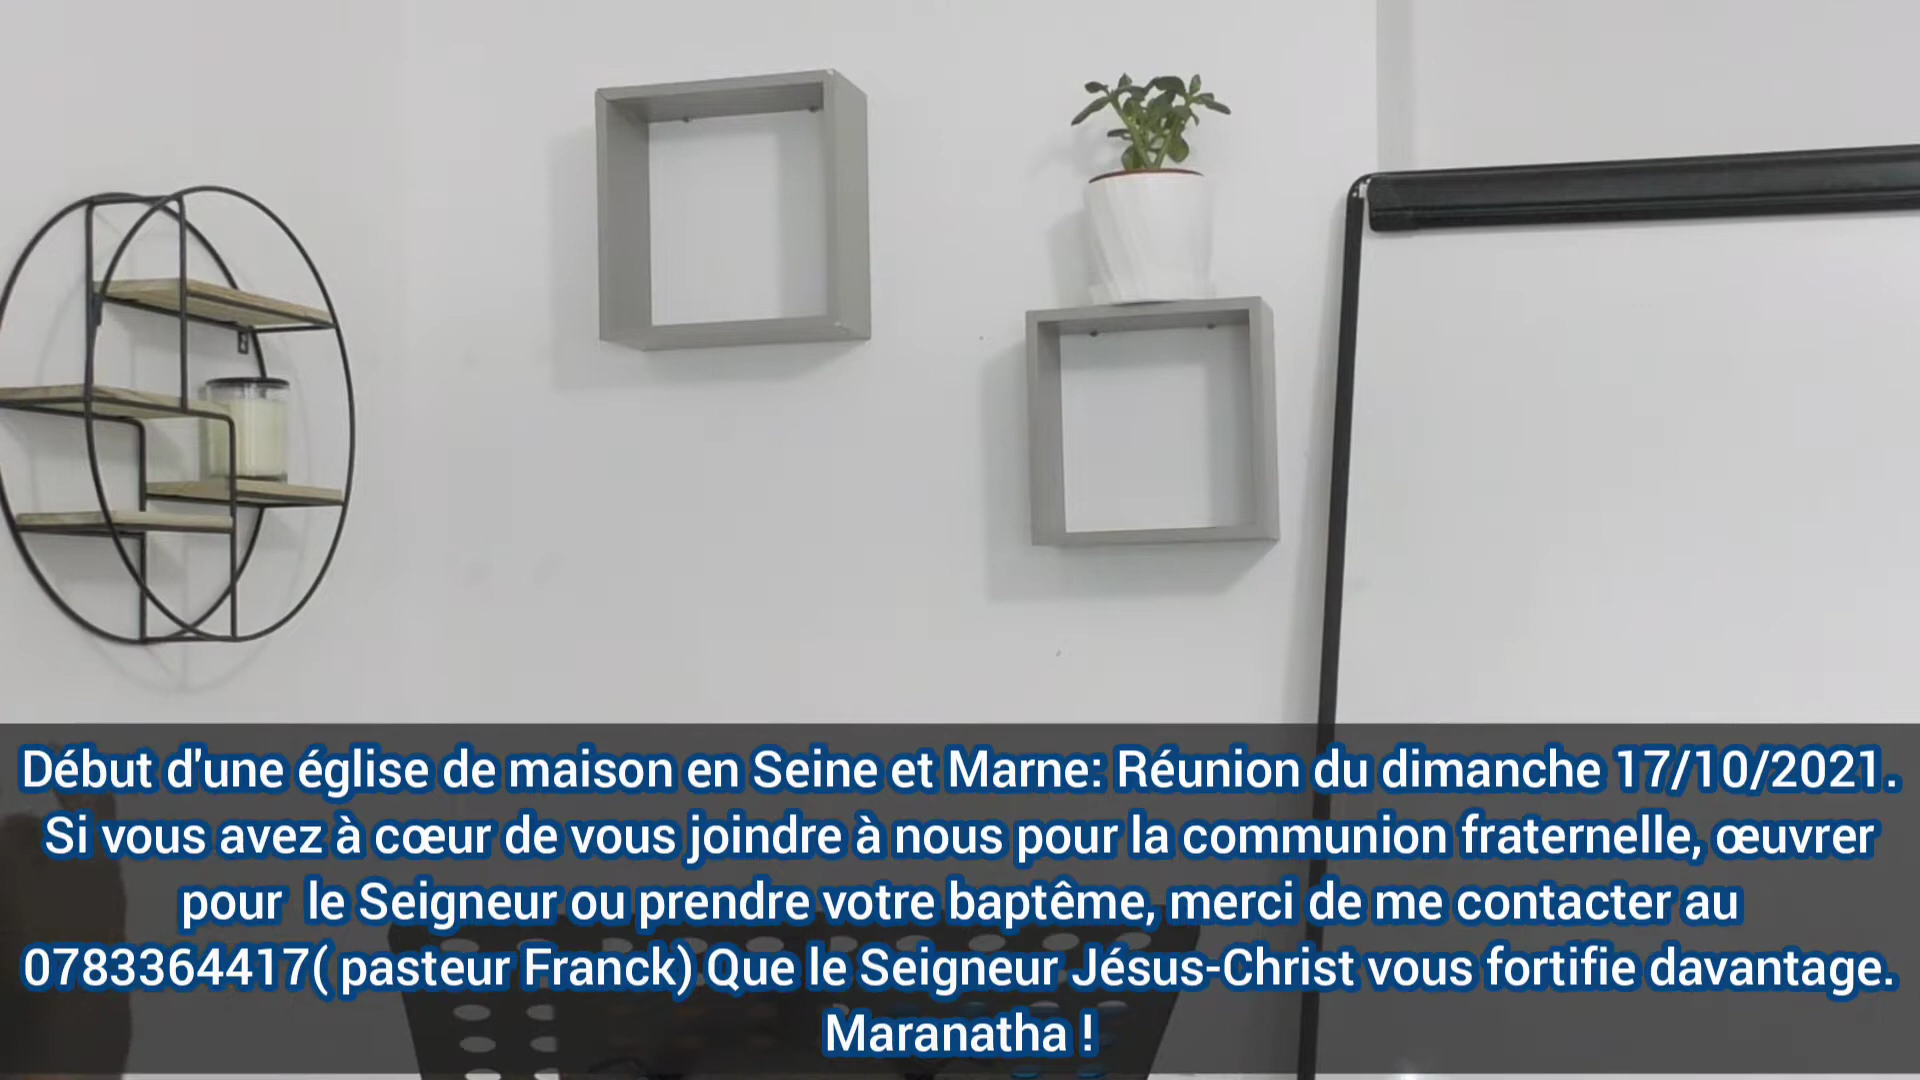 Début d'une église de maison en Seine et Marne: Réunion du dimanche 17/10/2021.
Si vous avez à cœur de vous joindre à nous pour la communion fraternelle, œuvrer
pour le Seigneur ou prendre votre baptême, merci de me contacter au
0783364417( pasteur Franck) Que le Seigneur Jésus-Christ vous fortifie davantage.
Maranatha !